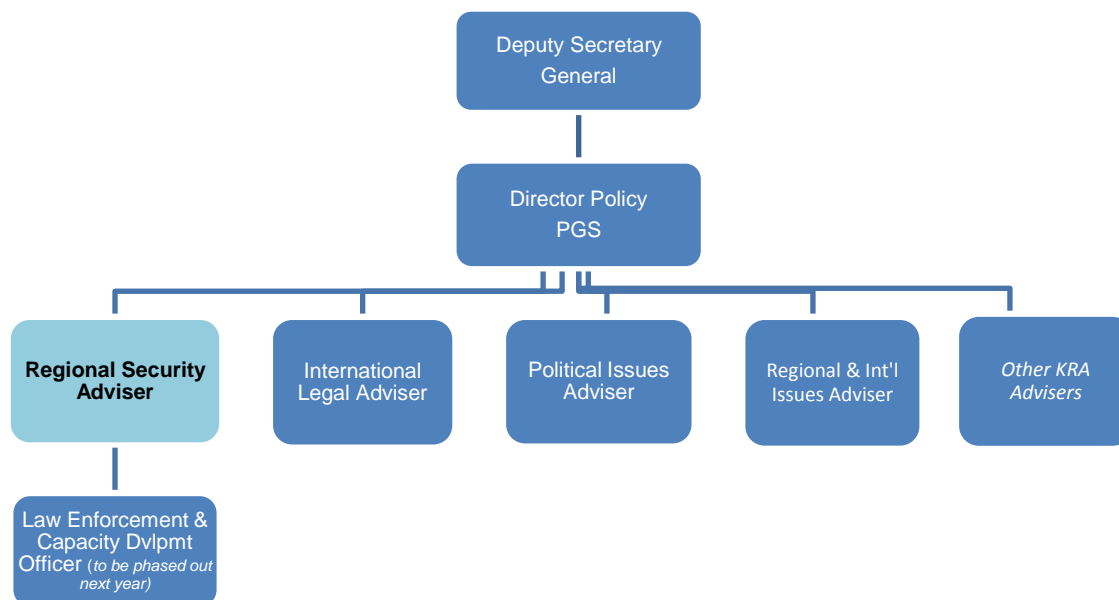 Deputy Secretary
General
Director Policy
PGS
Regional Security
Adviser
International
Legal Adviser
Political Issues
Adviser
Regional & Int'l
Issues Adviser
Other KRA
Advisers
Law Enforcement &
Capacity Dvlpmt
Officer (to be phased out
next year)